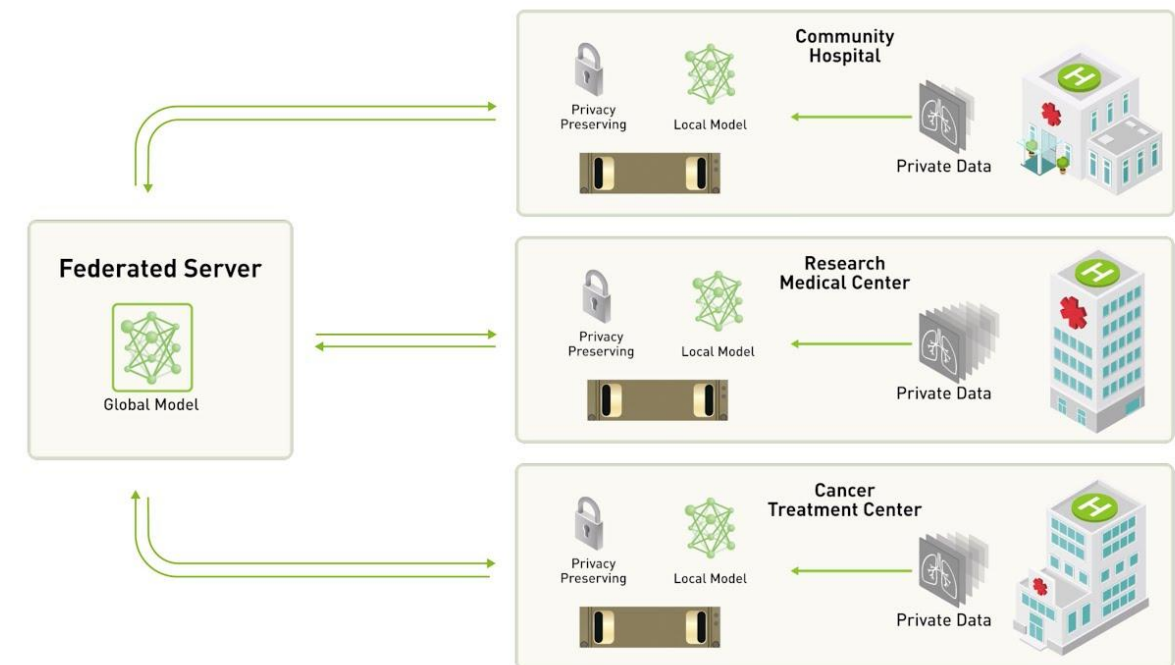 Federated Server
Global Model
Community
Hospital
Privacy
Preserving
Local Model
Private Data
H
Research
Medical Center
Privacy
Preserving
Local Model
Private Data
H
Cancer
Treatment Center
Privacy
Preserving
Local Model
Private Data
H